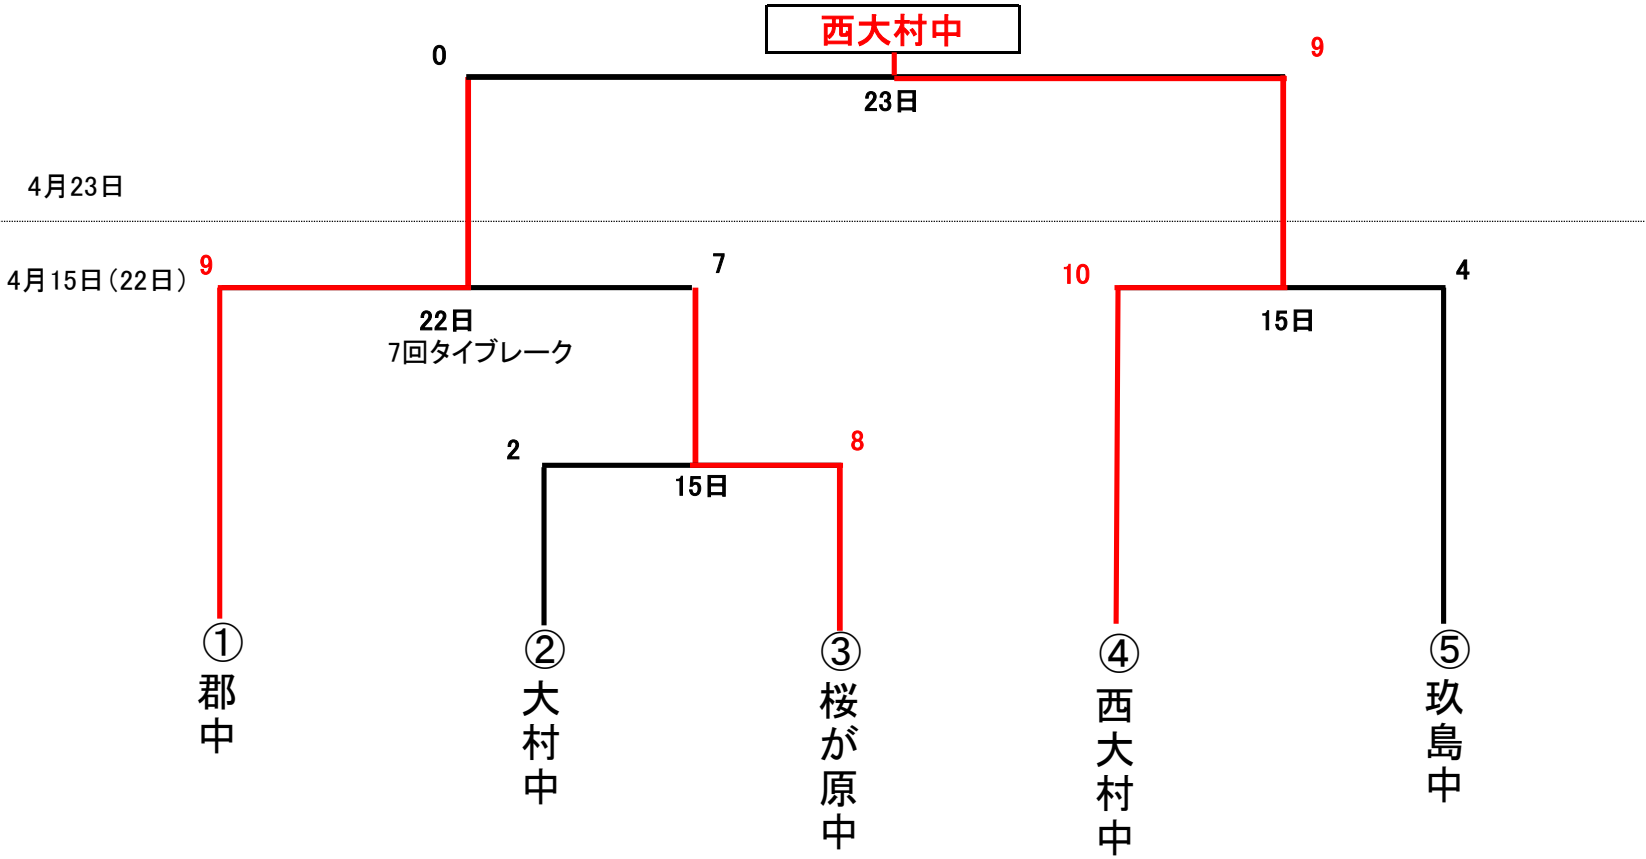 西大村中
0
9
23日
4月23日
4月15日(22日)
9
7
10
4
22日
7回タイブレーク
15日
2
8
15日
①郡中
②大村中
③桜が原中
④西大村中
⑤玖島中